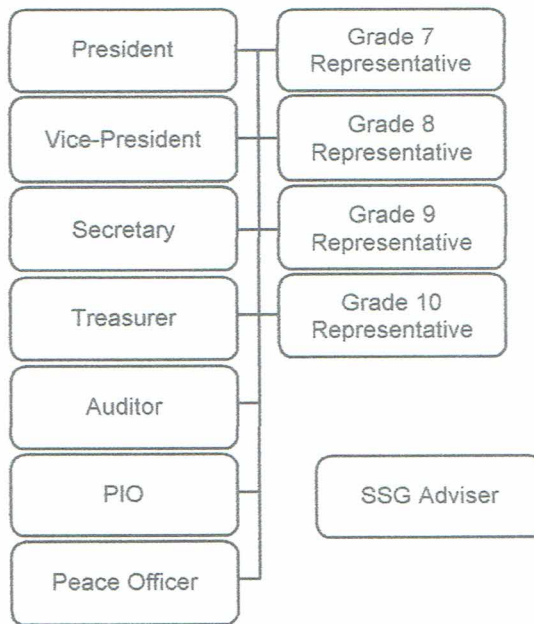 President
Vice-President
Secretary
Treasurer
Auditor
PIO
Peace Officer
Grade 7
Representative
Grade 8
Representative
Grade 9
Representative
Grade 10
Representative
SSG Adviser